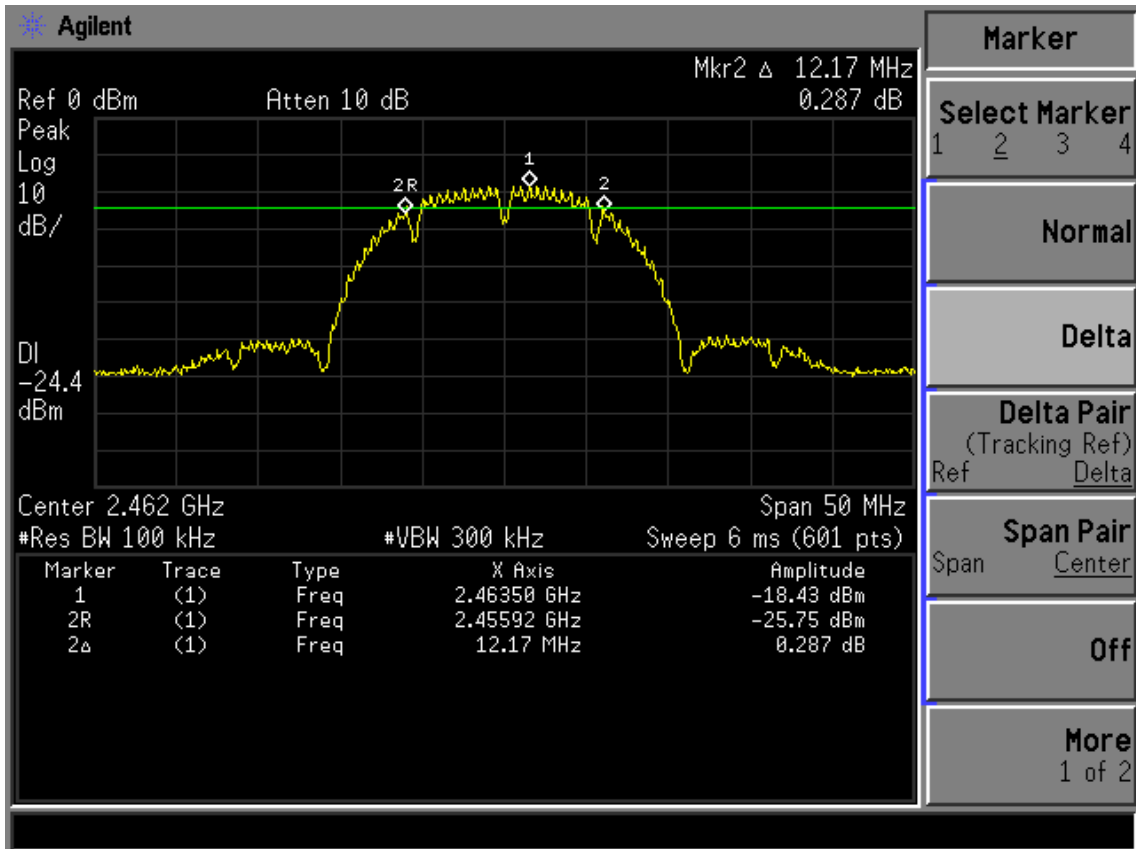 Agilent
Marker
Mkr2 Δ 12.17 MHz
Ref 0 dBm Atten 10 dB 0.287 dB
Peak
Log
10
dB/
2R
1
2
DI
-24.4
dBm
Center 2.462 GHz Span 50 MHz
#Res BW 100 kHz #VBW 300 kHz Sweep 6 ms (601 pts)
Marker Trace Type X Axis Amplitude
1 (1) Freq 2.46350 GHz -18.43 dBm
2R (1) Freq 2.45592 GHz -25.75 dBm
2Δ (1) Freq 12.17 MHz 0.287 dB
Select Marker
1 2 3 4
Normal
Delta
Delta Pair
(Tracking Ref)
Ref Delta
Span Pair
Span Center
Off
More
1 of 2